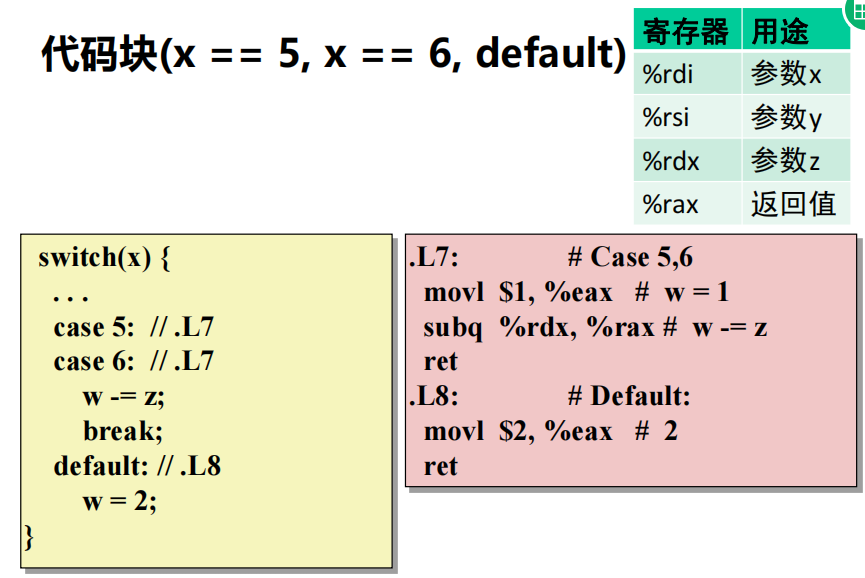 代码块(x == 5, x == 6, default)
寄存器 用途
%rdi 参数x
%rsi 参数y
%rdx 参数z
%rax 返回值
switch(x) {
. . .
case 5: // .L7
case 6: // .L7
w -= z;
break;
default: // .L8
w = 2;
}
.L7: # Case 5,6
movl $1, %eax # w = 1
subq %rdx, %rax # w -= z
ret
.L8: # Default:
movl $2, %eax # 2
ret